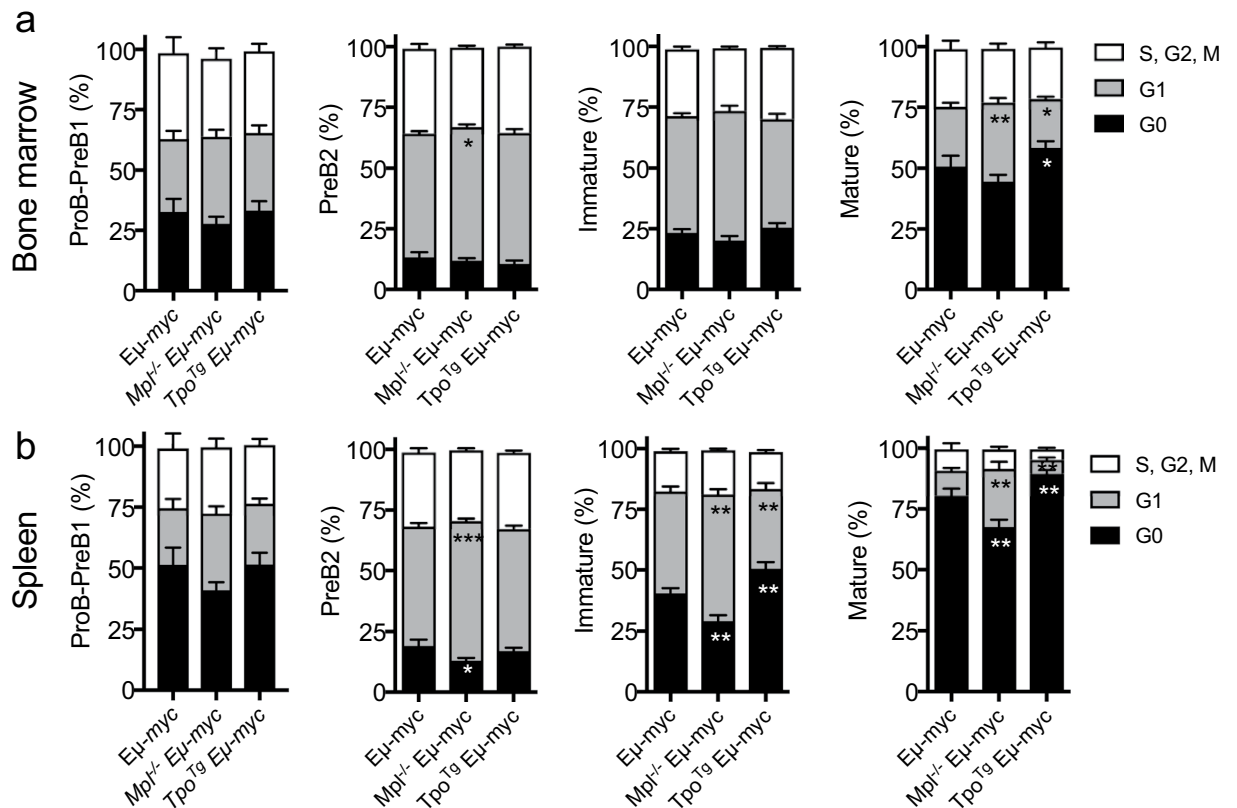 a
Bone marrow
ProB-PreB1 (%)
100
75
50
25
0
Eμ-myc
Mpl-/- Eμ-myc
TpoTg Eμ-myc
PreB2 (%)
100
75
50
25
0
*
Eμ-myc
Mpl-/- Eμ-myc
TpoTg Eμ-myc
Immature (%)
100
75
50
25
0
Eμ-myc
Mpl-/- Eμ-myc
TpoTg Eμ-myc
Mature (%)
100
75
50
25
0
**
*
*
Eμ-myc
Mpl-/- Eμ-myc
TpoTg Eμ-myc
S, G2, M
G1
G0
b
Spleen
ProB-PreB1 (%)
100
75
50
25
0
Eμ-myc
Mpl-/- Eμ-myc
TpoTg Eμ-myc
PreB2 (%)
100
75
50
25
0
***
*
Eμ-myc
Mpl-/- Eμ-myc
TpoTg Eμ-myc
Immature (%)
100
75
50
25
0
**
**
**
**
Eμ-myc
Mpl-/- Eμ-myc
TpoTg Eμ-myc
Mature (%)
100
75
50
25
0
**
**
**
**
Eμ-myc
Mpl-/- Eμ-myc
TpoTg Eμ-myc
S, G2, M
G1
G0